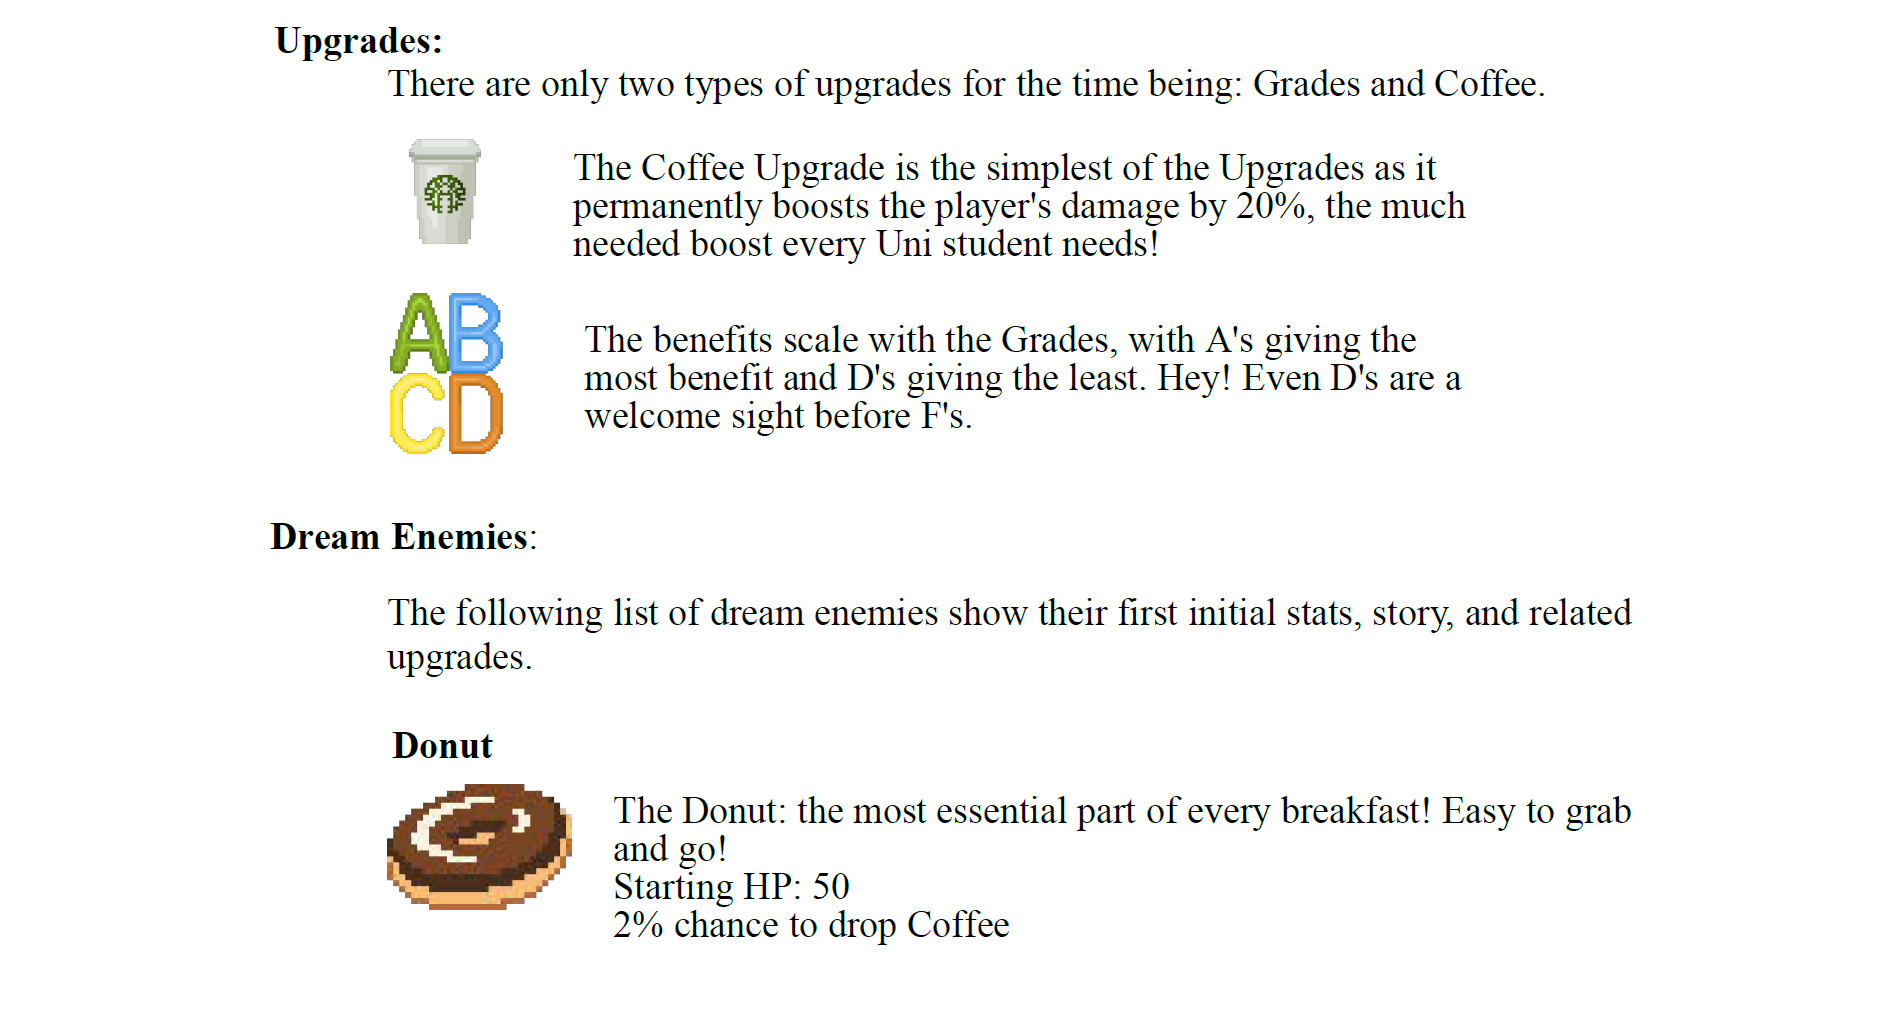 Upgrades:
There are only two types of upgrades for the time being: Grades and Coffee.
The Coffee Upgrade is the simplest of the Upgrades as it
permanently boosts the player's damage by 20%, the much
needed boost every Uni student needs!
A B
C D
The benefits scale with the Grades, with A's giving the
most benefit and D's giving the least. Hey! Even D's are a
welcome sight before F's.
Dream Enemies:
The following list of dream enemies show their first initial stats, story, and related
upgrades.
Donut
The Donut: the most essential part of every breakfast! Easy to grab
and go!
Starting HP: 50
2% chance to drop Coffee